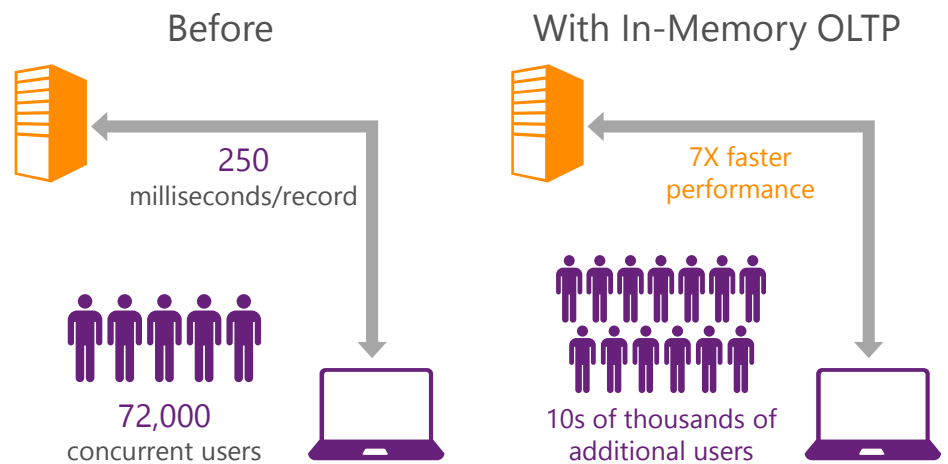 Before
250
milliseconds/record
72,000
concurrent users
With In-Memory OLTP
7X faster
performance
10s of thousands of
additional users